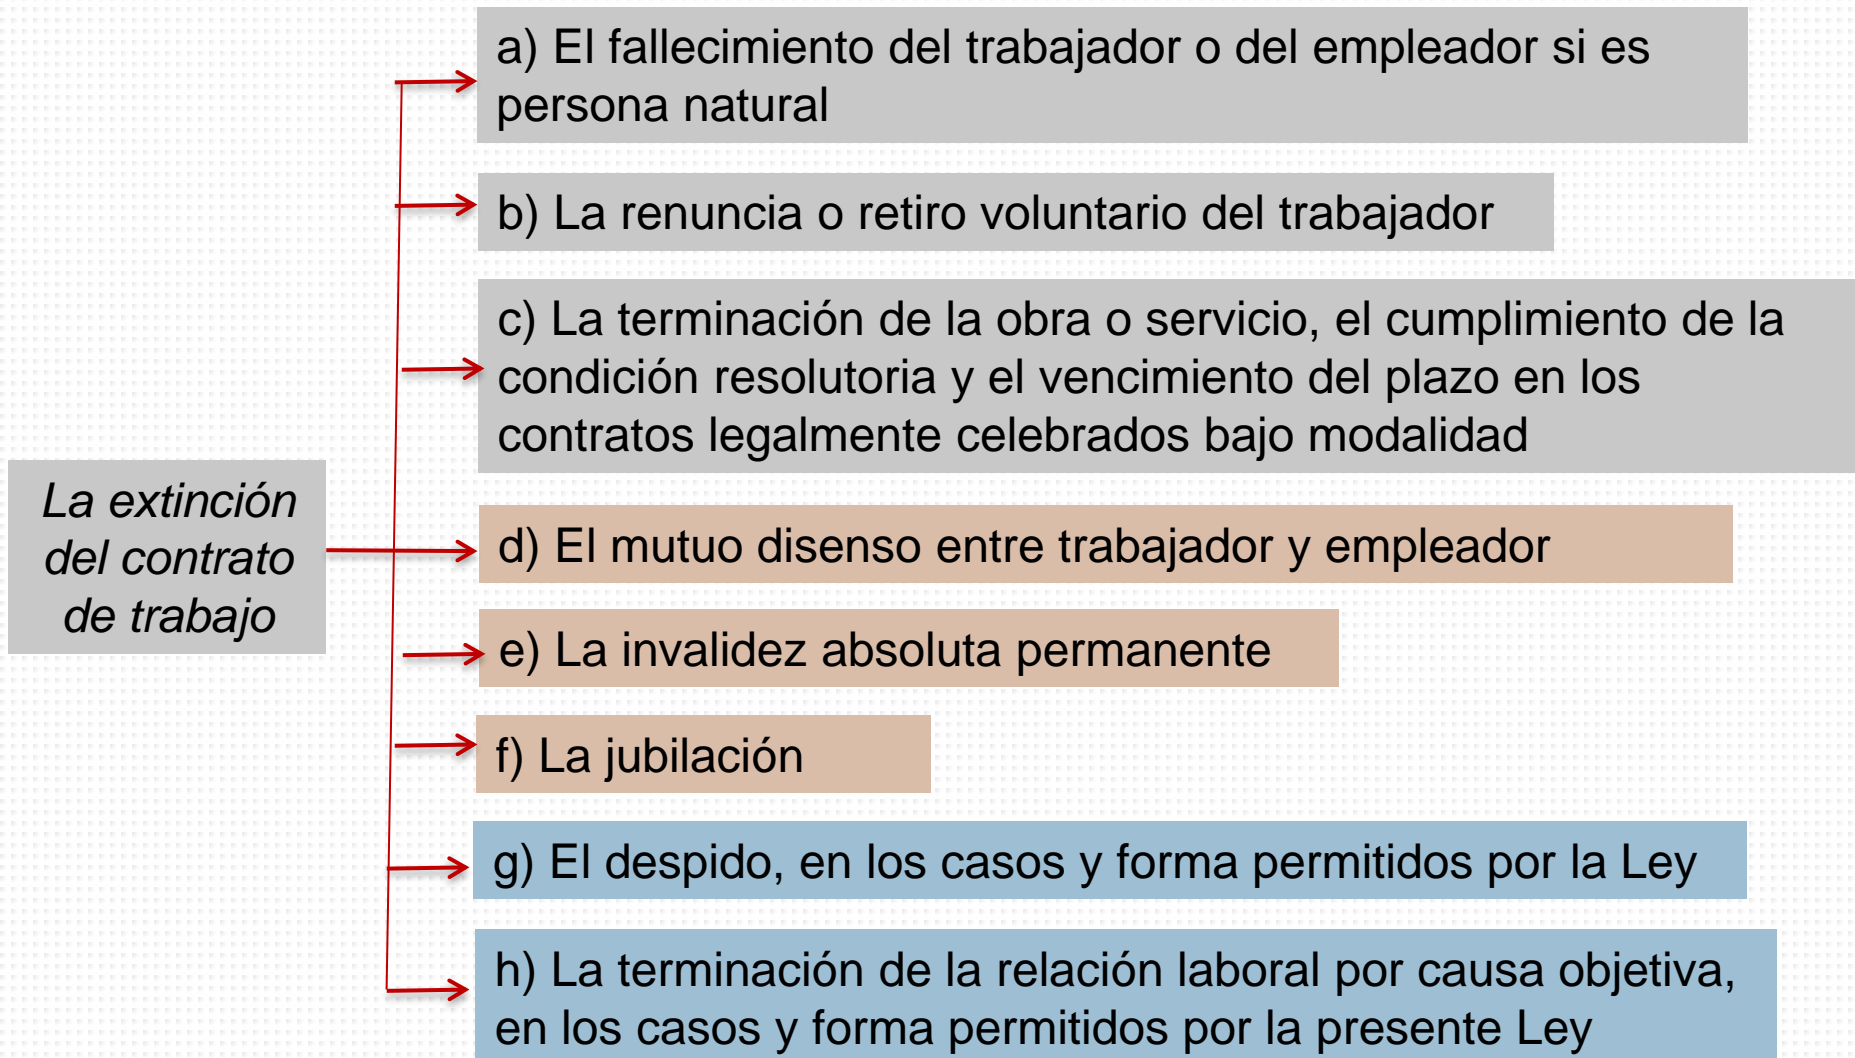 a) El fallecimiento del trabajador o del empleador si es
persona natural
b) La renuncia o retiro voluntario del trabajador
c) La terminación de la obra o servicio, el cumplimiento de la
condición resolutoria y el vencimiento del plazo en los
contratos legalmente celebrados bajo modalidad
La extinción
del contrato
de trabajo
d) El mutuo disenso entre trabajador y empleador
e) La invalidez absoluta permanente
f) La jubilación
g) El despido, en los casos y forma permitidos por la Ley
h) La terminación de la relación laboral por causa objetiva,
en los casos y forma permitidos por la presente Ley